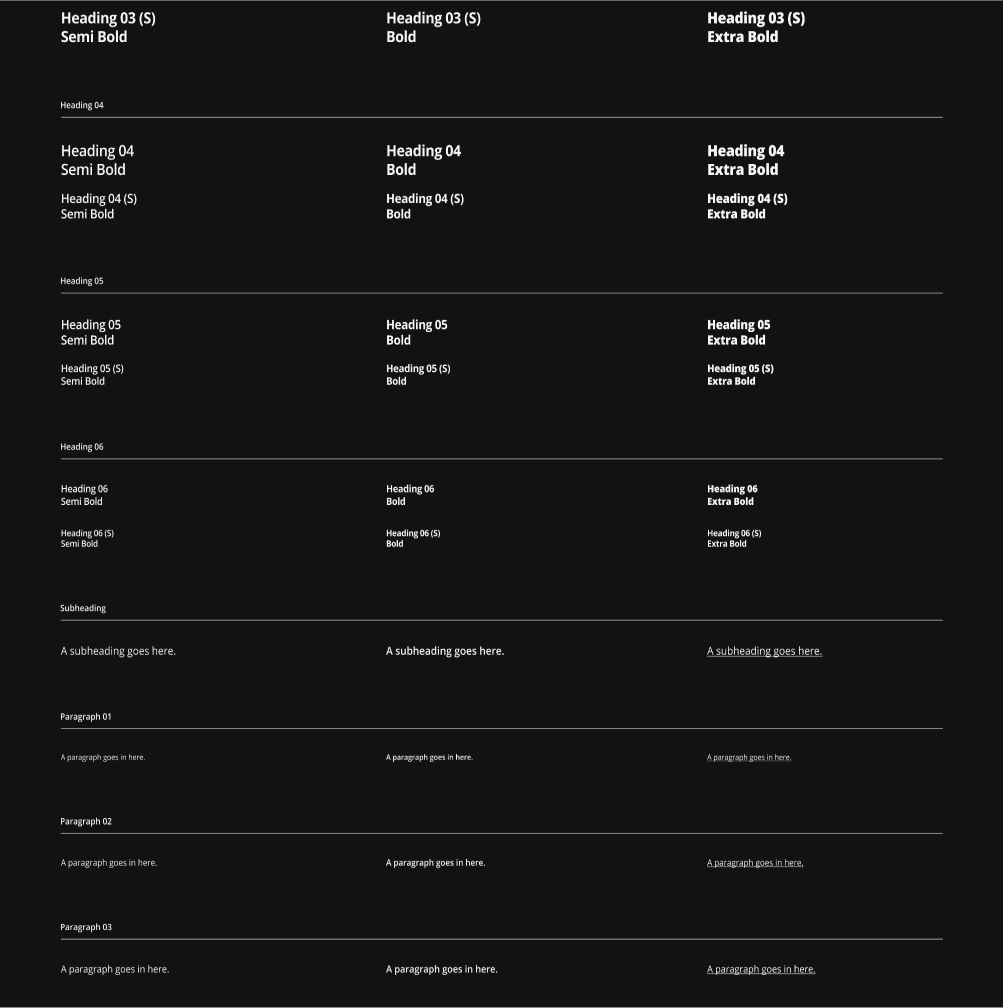 Heading 03 (S)
Semi Bold
Heading 03 (S)
Bold
Heading 03 (S)
Extra Bold
Heading 04
Heading 04
Semi Bold
Heading 04
Bold
Heading 04
Extra Bold
Heading 04 (S)
Semi Bold
Heading 04 (S)
Bold
Heading 04 (S)
Extra Bold
Heading 05
Heading 05
Semi Bold
Heading 05
Bold
Heading 05
Extra Bold
Heading 05 (S)
Semi Bold
Heading 05 (S)
Bold
Heading 05 (S)
Extra Bold
Heading 06
Heading 06
Semi Bold
Heading 06
Bold
Heading 06
Extra Bold
Heading 06 (S)
Semi Bold
Heading 06 (S)
Bold
Heading 06 (S)
Extra Bold
Subheading
A subheading goes here.
A subheading goes here.
A subheading goes here.
Paragraph 01
A paragraph goes in here.
A paragraph goes in here.
A paragraph goes in here.
Paragraph 02
A paragraph goes in here.
A paragraph goes in here.
A paragraph goes in here.
Paragraph 03
A paragraph goes in here.
A paragraph goes in here.
A paragraph goes in here.